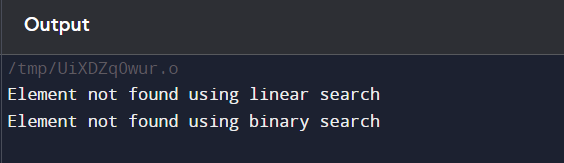 Output
/tmp/UiXDZqOwur.o
Element not found using linear search
Element not found using binary search